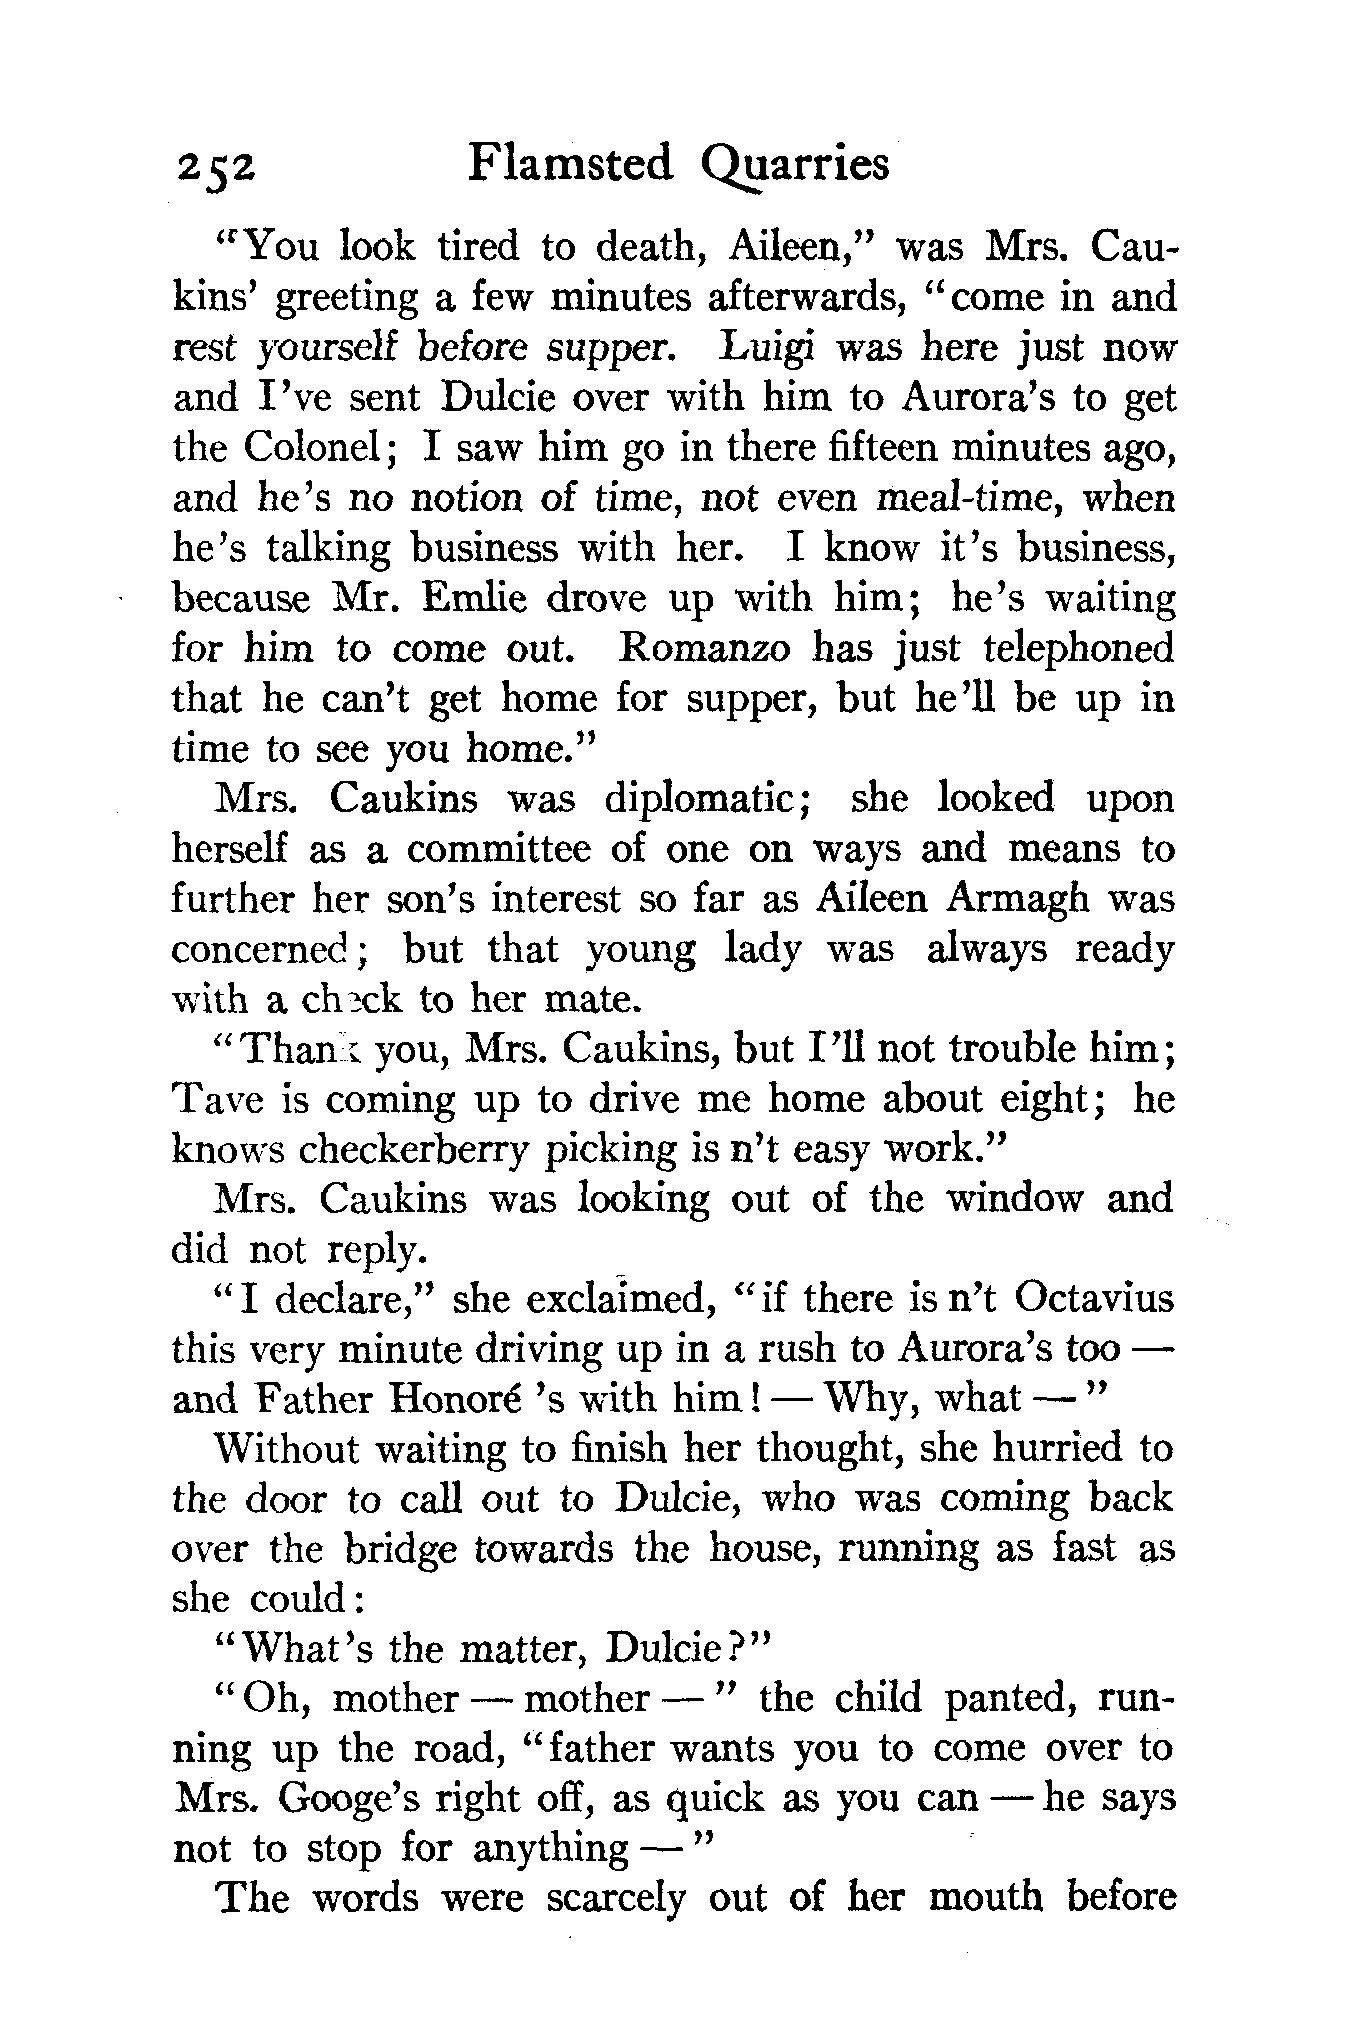 252 Flamsted Quarries
"You look tired to death, Aileen," was Mrs. Cau-
kins' greeting a few minutes afterwards, "come in and
rest yourself before supper. Luigi was here just now
and I've sent Dulcie over with him to Aurora's to get
the Colonel; I saw him go in there fifteen minutes ago,
and he's no notion of time, not even meal-time, when
he's talking business with her. I know it's business,
because Mr. Emlie drove up with him; he's waiting
for him to come out. Romanzo has just telephoned
that he can't get home for supper, but he'll be up in
time to see you home."
Mrs. Caukins was diplomatic; she looked upon
herself as a committee of one on ways and means to
further her son's interest so far as Aileen Armagh was
concerned; but that young lady was always ready
with a check to her mate.
"Thank you, Mrs. Caukins, but I'll not trouble him;
Tave is coming up to drive me home about eight; he
knows checkerberry picking is n't easy work."
Mrs. Caukins was looking out of the window and
did not reply.
"I declare," she exclaimed, "if there is n't Octavius
this very minute driving up in a rush to Aurora's too —
and Father Honoré 's with him! — Why, what — "
Without waiting to finish her thought, she hurried to
the door to call out to Dulcie, who was coming back
over the bridge towards the house, running as fast as
she could:
"What's the matter, Dulcie?"
"Oh, mother — mother — " the child panted, run-
ning up the road, "father wants you to come over to
Mrs. Googe's right off, as quick as you can — he says
not to stop for anything — "
The words were scarcely out of her mouth before